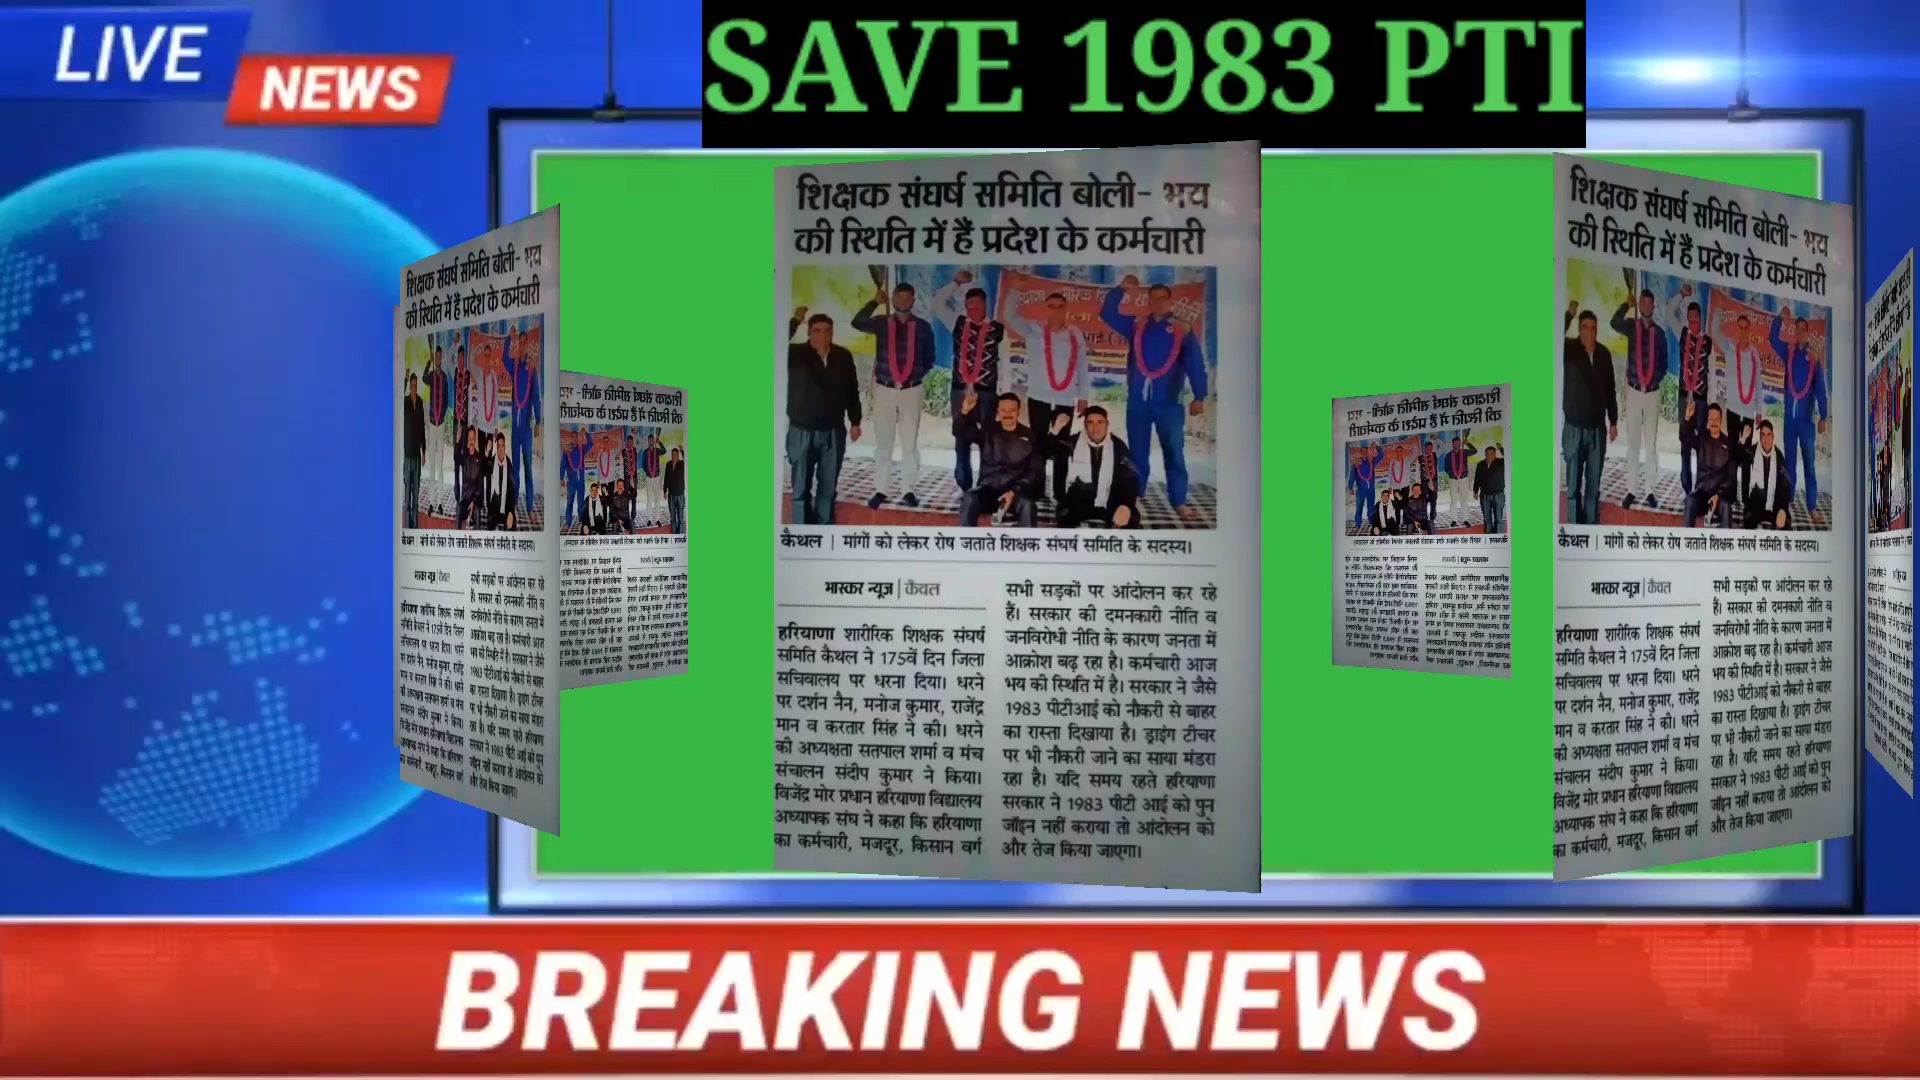 LIVE
NEWS
SAVE 1983 PTI
शिक्षक संघर्ष समिति बोली- भय
की स्थिति में हैं प्रदेश के कर्मचारी
कैथल | मांगों को लेकर रोष जताते शिक्षक संघर्ष समिति के सदस्य।
भास्कर न्यूज | कैथल
हरियाणा शारीरिक शिक्षक संघर्ष
समिति कैथल ने 175वें दिन जिला
सचिवालय पर धरना दिया। धरने
पर दर्शन नैन, मनोज कुमार, राजेंद्र
मान व करतार सिंह ने की। धरने
की अध्यक्षता सतपाल शर्मा व मंच
संचालन संदीप कुमार ने किया।
विजेंद्र मोर प्रधान हरियाणा विद्यालय
अध्यापक संघ ने कहा कि हरियाणा
का कर्मचारी, मजदूर, किसान वर्ग
सभी सड़कों पर आंदोलन कर रहे
हैं। सरकार की दमनकारी नीति व
जनविरोधी नीति के कारण जनता में
आक्रोश बढ़ रहा है। कर्मचारी आज
भय की स्थिति में है। सरकार ने जैसे
1983 पीटीआई को नौकरी से बाहर
का रास्ता दिखाया है। ड्राइंग टीचर
पर भी नौकरी जाने का साया मंडरा
रहा है। यदि समय रहते हरियाणा
सरकार ने 1983 पीटी आई को पुन
जॉइन नहीं कराया तो आंदोलन को
और तेज किया जाएगा।
BREAKING NEWS